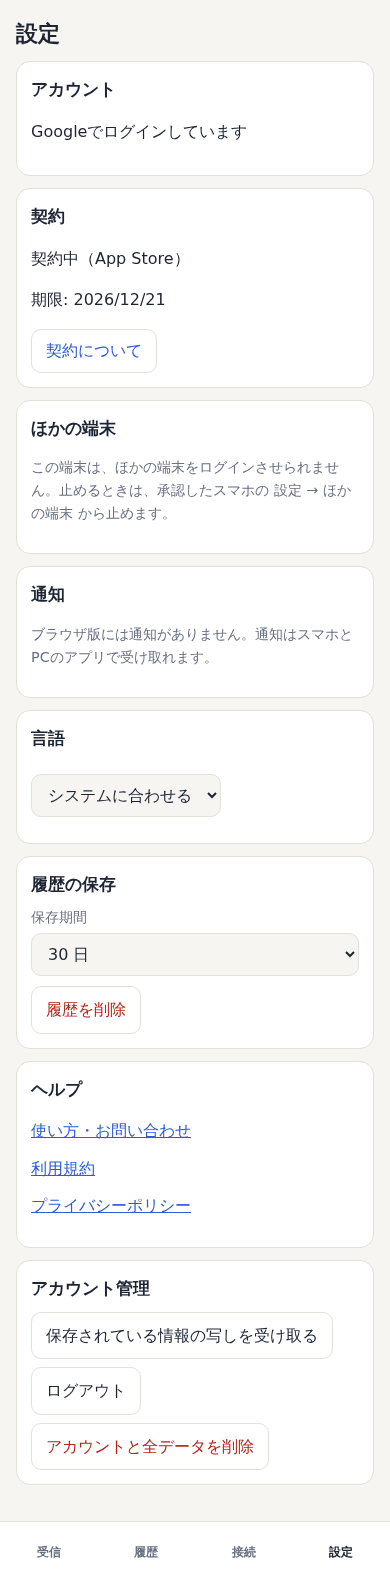 設定
アカウント
Googleでログインしています
契約
契約中（App Store）
期限: 2026/12/21
契約について
ほかの端末
この端末は、ほかの端末をログインさせられませ
ん。止めるときは、承認したスマホの 設定 → ほか
の端末 から止めます。
通知
ブラウザ版には通知がありません。通知はスマホと
PCのアプリで受け取れます。
言語
システムに合わせる
履歴の保存
保存期間
30 日
履歴を削除
ヘルプ
使い方・お問い合わせ
利用規約
プライバシーポリシー
アカウント管理
保存されている情報の写しを受け取る
ログアウト
アカウントと全データを削除
受信 履歴 接続 設定